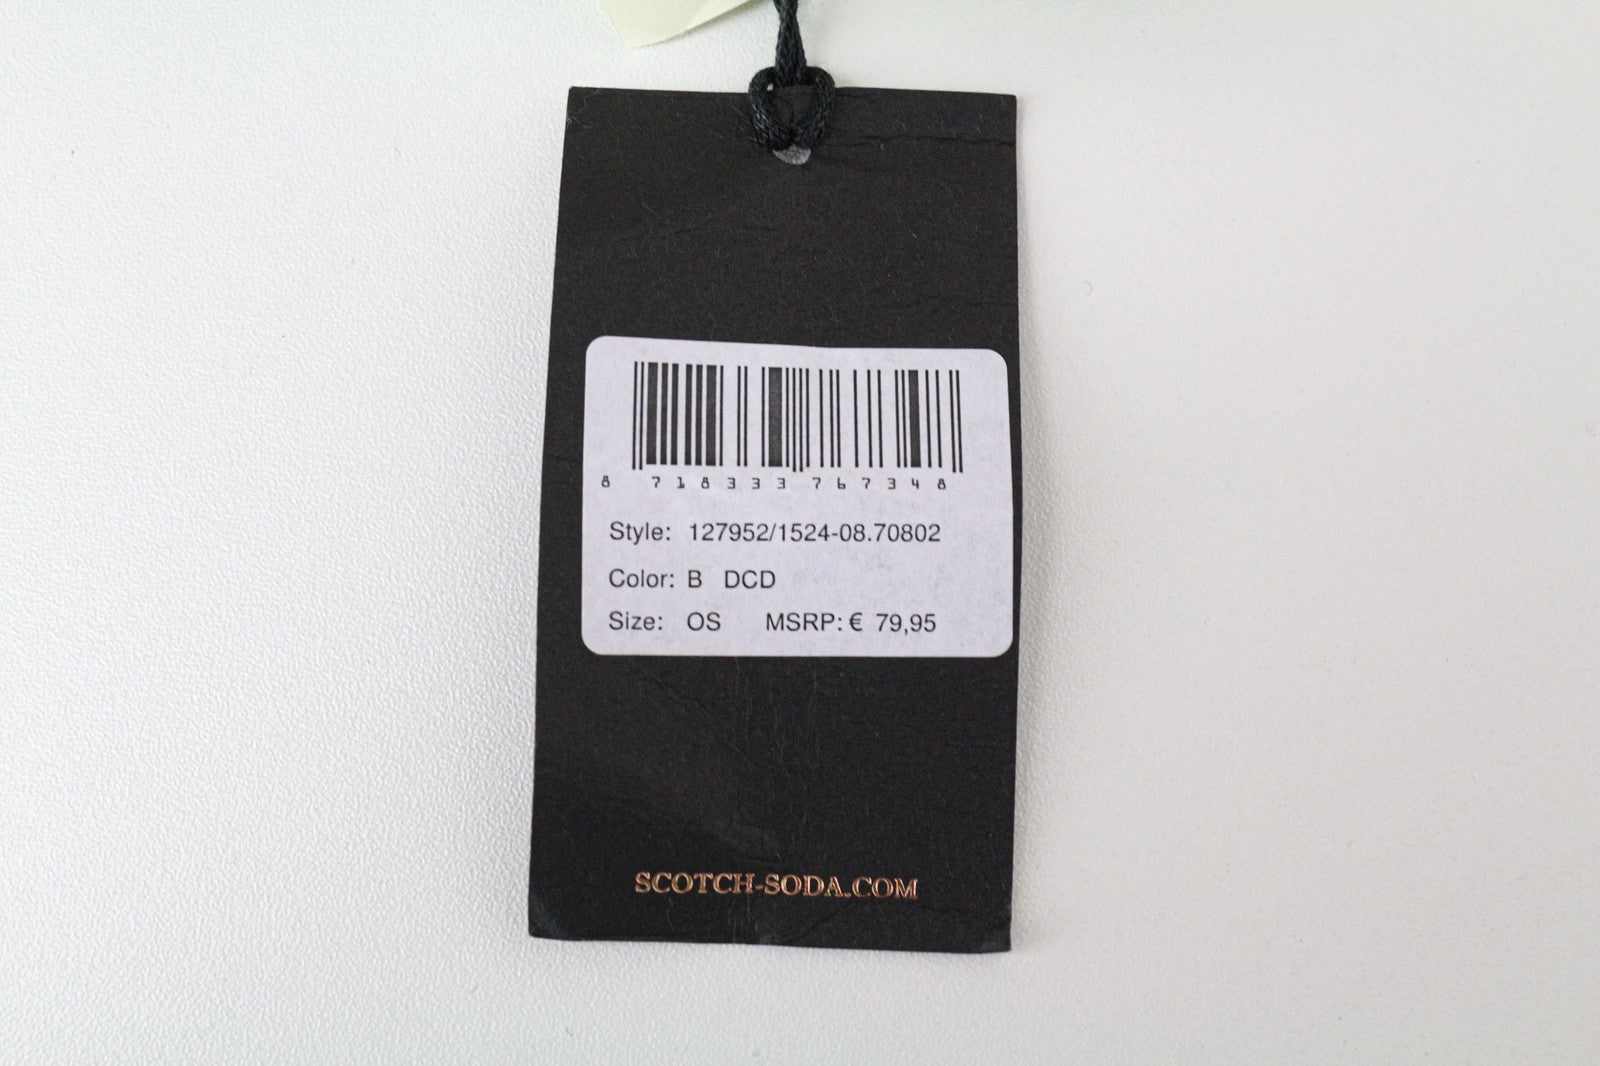 8 718333 767348
Style: 127952/1524-08.70802
Color: B DCD
Size: OS MSRP: € 79,95
SCOTCH-SODA.COM